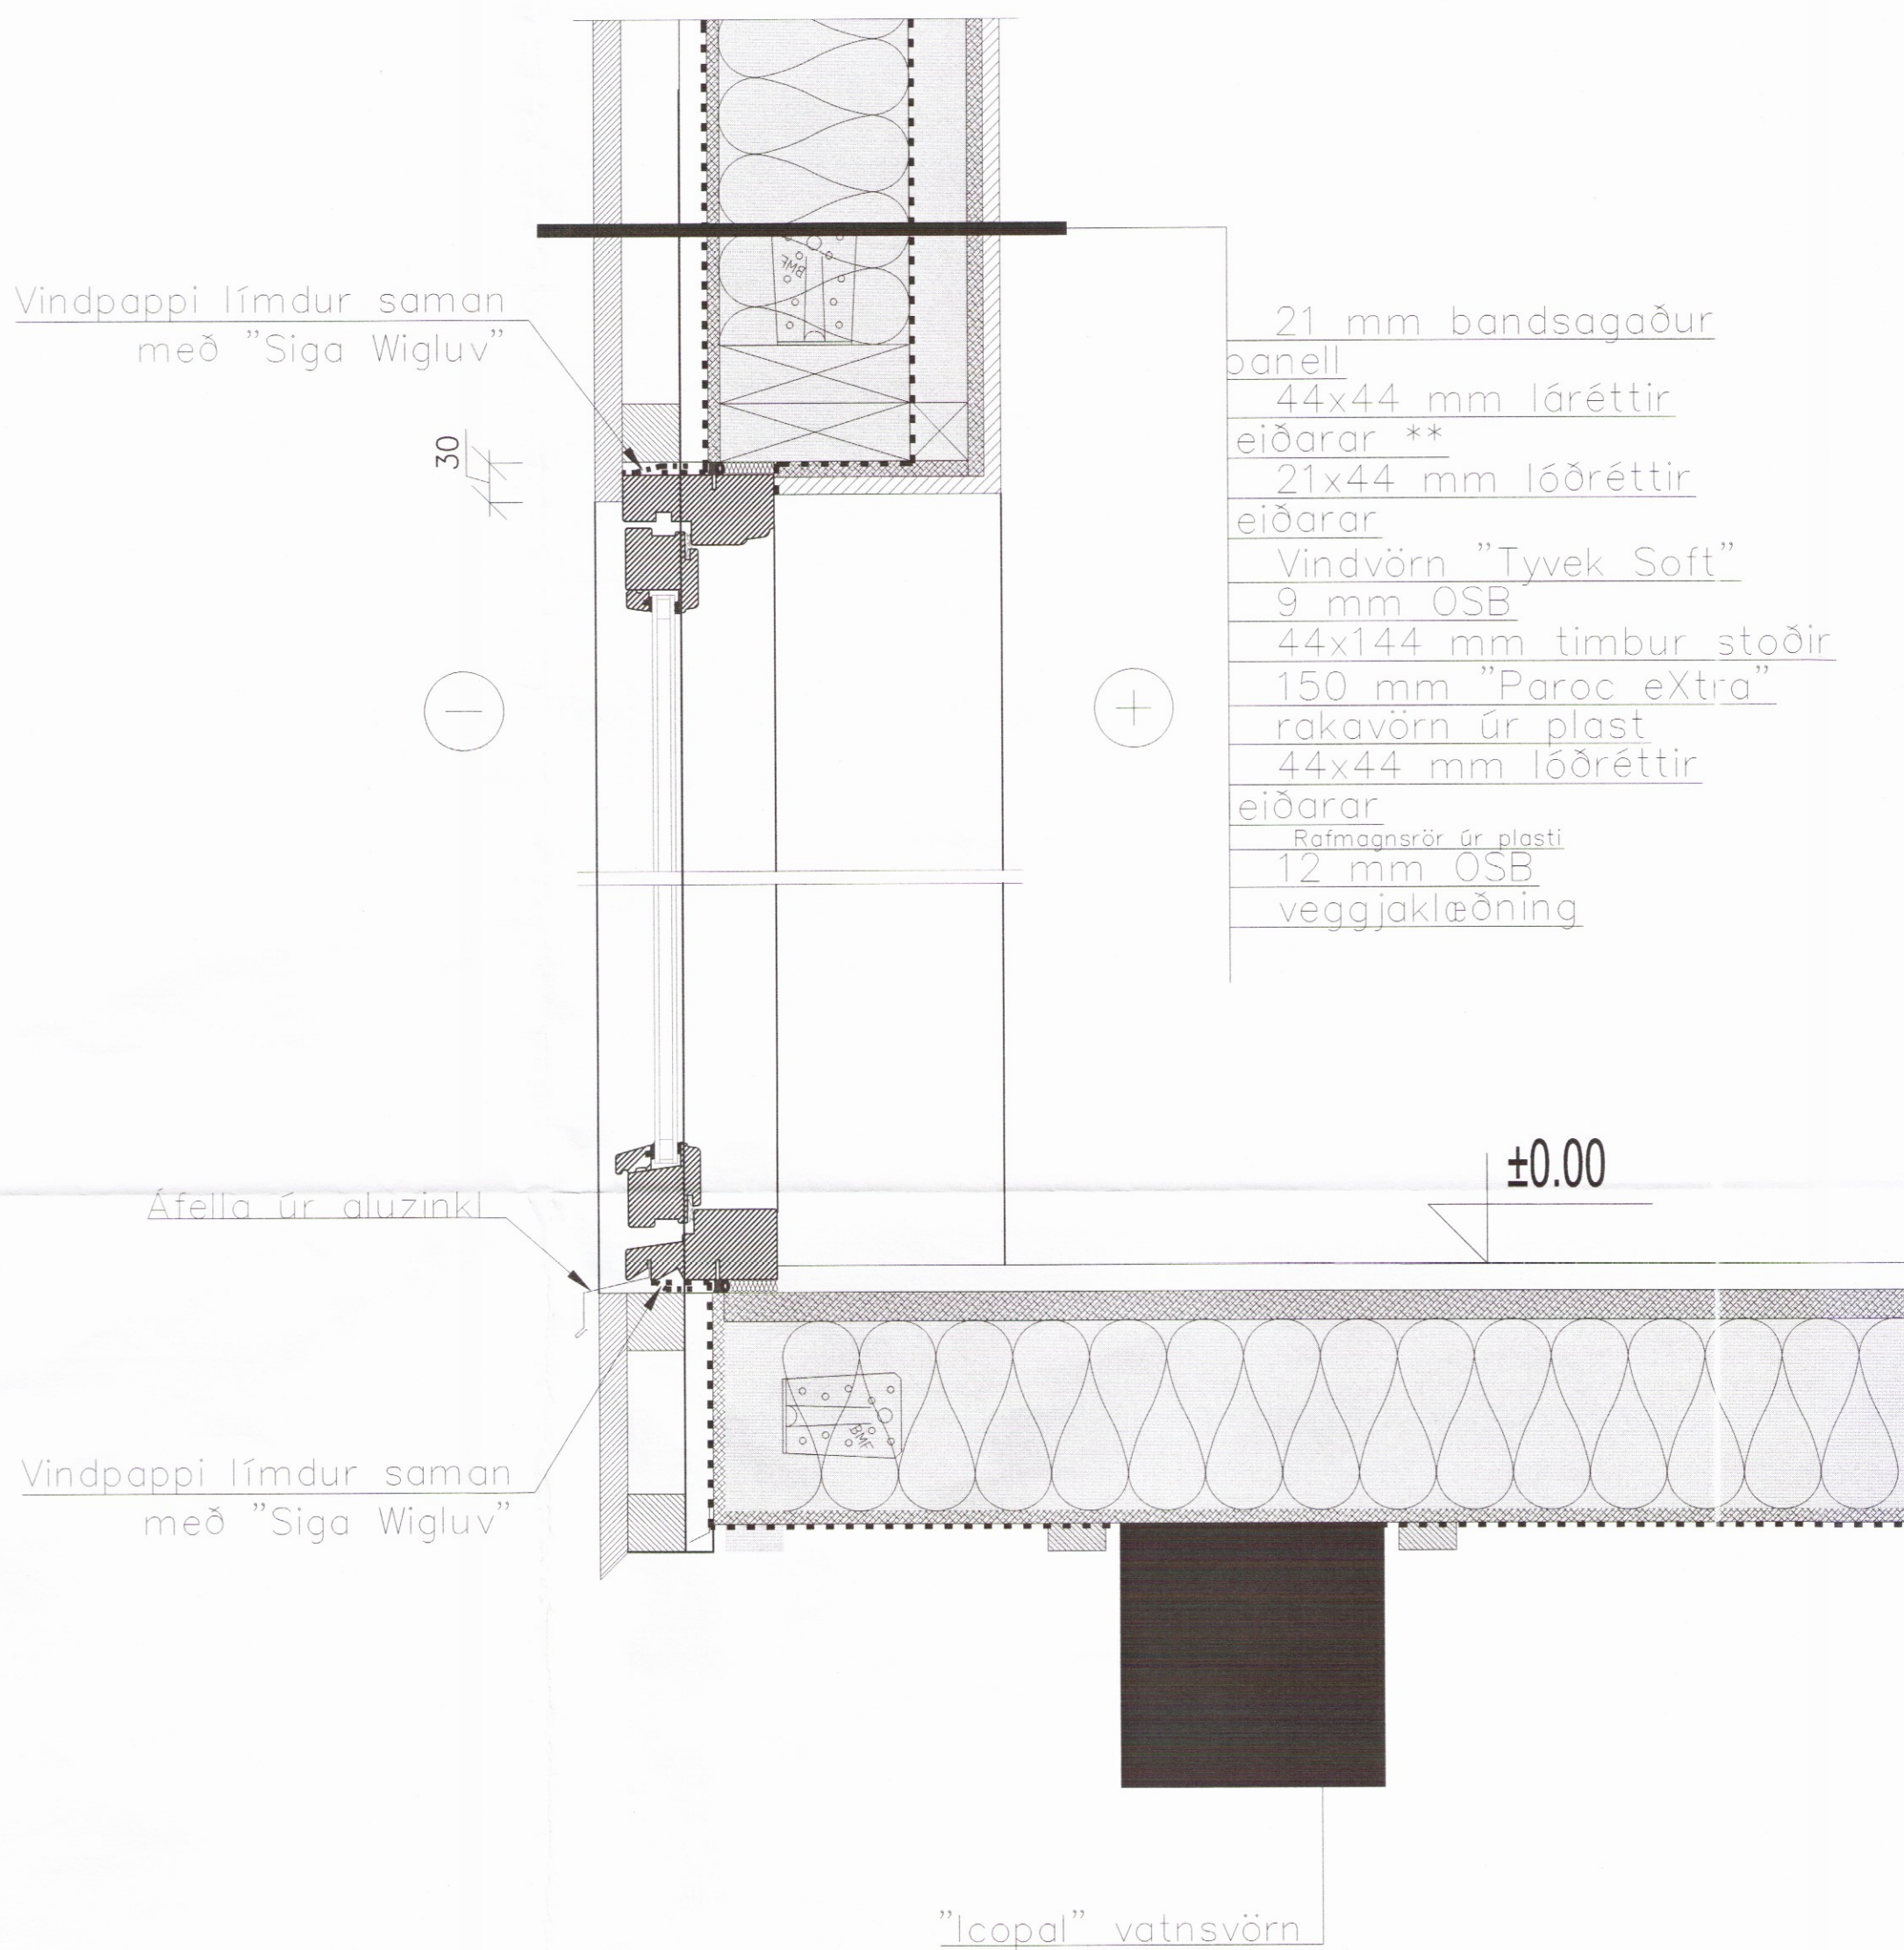 Vindpappi límdur saman
með "Siga Wigluv"
30
21 mm bandsagaður
panell
44x44 mm láréttir
leiðarar **
21x44 mm lóðréttir
leiðarar
Vindvörn "Tyvek Soft"
9 mm OSB
44x144 mm timbur stoðir
150 mm "Paroc eXtra"
rakavörn úr plast
44x44 mm lóðréttir
leiðarar
Rafmagnsrör úr plasti
12 mm OSB
veggjaklæðning
BMF
±0.00
Áfella úr aluzinki
BMF
Vindpappi límdur saman
með "Siga Wigluv"
"Icopal" vatnsvörn